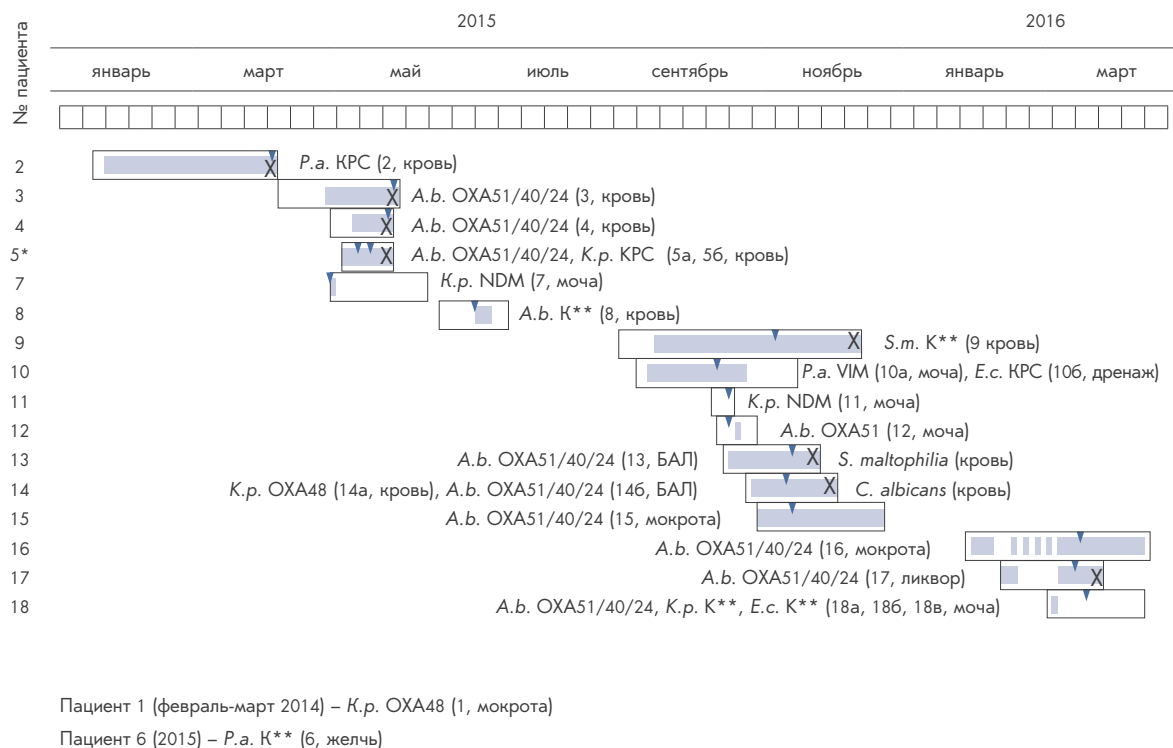 2015 2016
№ пациента
январь март май июль сентябрь ноябрь январь март
2 X P.a. КРС (2, кровь)
3 X A.b. OXA51/40/24 (3, кровь)
4 X A.b. OXA51/40/24 (4, кровь)
5* X A.b. OXA51/40/24, K.p. КРС (5а, 5б, кровь)
7 К.р. NDM (7, моча)
8 A.b. К** (8, кровь)
9 X S.m. К** (9 кровь)
10 P.a. VIM (10а, моча), E.c. КРС (10б, дренаж)
11 K.p. NDM (11, моча)
12 A.b. OXA51 (12, моча)
13 A.b. OXA51/40/24 (13, БАЛ) X S. maltophilia (кровь)
14 K.p. OXA48 (14а, кровь), A.b. OXA51/40/24 (14б, БАЛ) X C. albicans (кровь)
15 A.b. OXA51/40/24 (15, мокрота)
16 A.b. OXA51/40/24 (16, мокрота)
17 A.b. OXA51/40/24 (17, ликвор) X
18 A.b. OXA51/40/24, K.p. К**, E.c. К** (18а, 18б, 18в, моча)
Пациент 1 (февраль-март 2014) – K.p. OXA48 (1, мокрота)
Пациент 6 (2015) – P.a. К** (6, желчь)